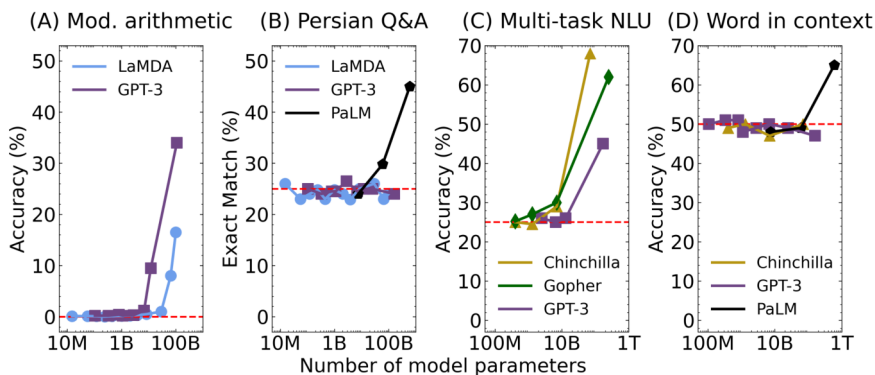 (A) Mod. arithmetic
Accuracy (%)
50
40
30
20
10
0
LaMDA
GPT-3
10M
1B
100B
(B) Persian Q&A
Exact Match (%)
50
40
30
20
10
0
LaMDA
GPT-3
PaLM
10M
1B
100B
(C) Multi-task NLU
Accuracy (%)
70
60
50
40
30
20
10
0
Chinchilla
Gopher
GPT-3
100M
10B
1T
(D) Word in context
Accuracy (%)
70
60
50
40
30
20
10
0
Chinchilla
GPT-3
PaLM
100M
10B
1T
Number of model parameters